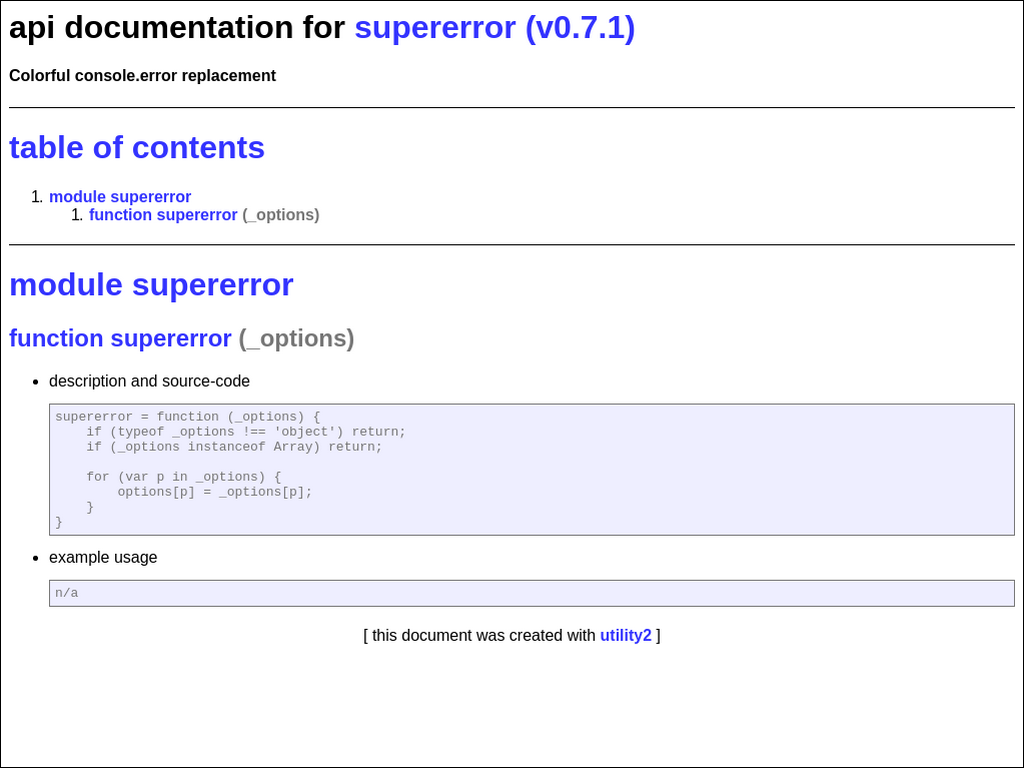 api documentation for supererror (v0.7.1)
Colorful console.error replacement
table of contents
1. module supererror
1. function supererror (_options)
module supererror
function supererror (_options)
• description and source-code
supererror = function (_options) {
    if (typeof _options !== 'object') return;
    if (_options instanceof Array) return;
    for (var p in _options) {
        options[p] = _options[p];
    }
}
• example usage
n/a
[ this document was created with utility2 ]